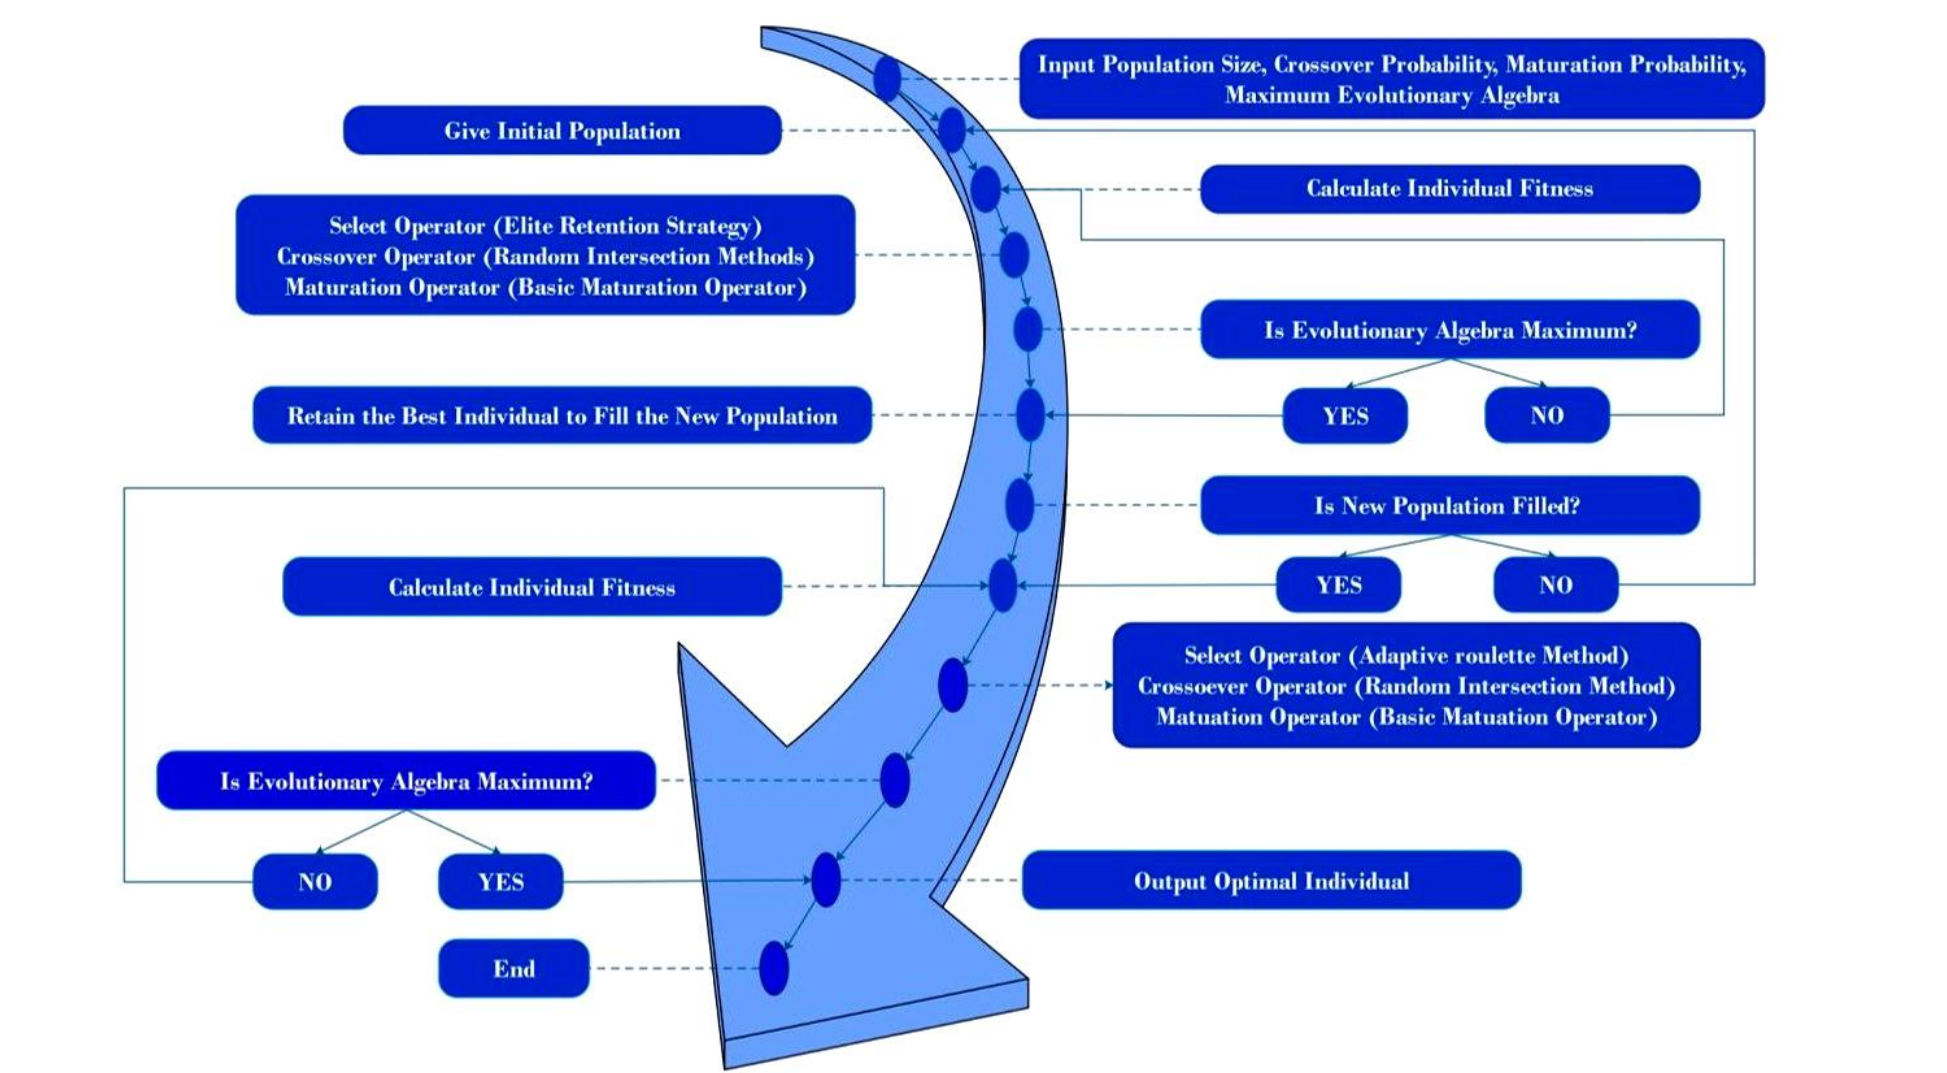 Input Population Size, Crossover Probability, Maturation Probability,
Maximum Evolutionary Algebra
Give Initial Population
Calculate Individual Fitness
Select Operator (Elite Retention Strategy)
Crossover Operator (Random Intersection Methods)
Maturation Operator (Basic Maturation Operator)
Is Evolutionary Algebra Maximum?
YES
NO
Retain the Best Individual to Fill the New Population
Is New Population Filled?
YES
NO
Calculate Individual Fitness
Select Operator (Adaptive roulette Method)
Crossoever Operator (Random Intersection Method)
Matuation Operator (Basic Matuation Operator)
Is Evolutionary Algebra Maximum?
NO
YES
Output Optimal Individual
End